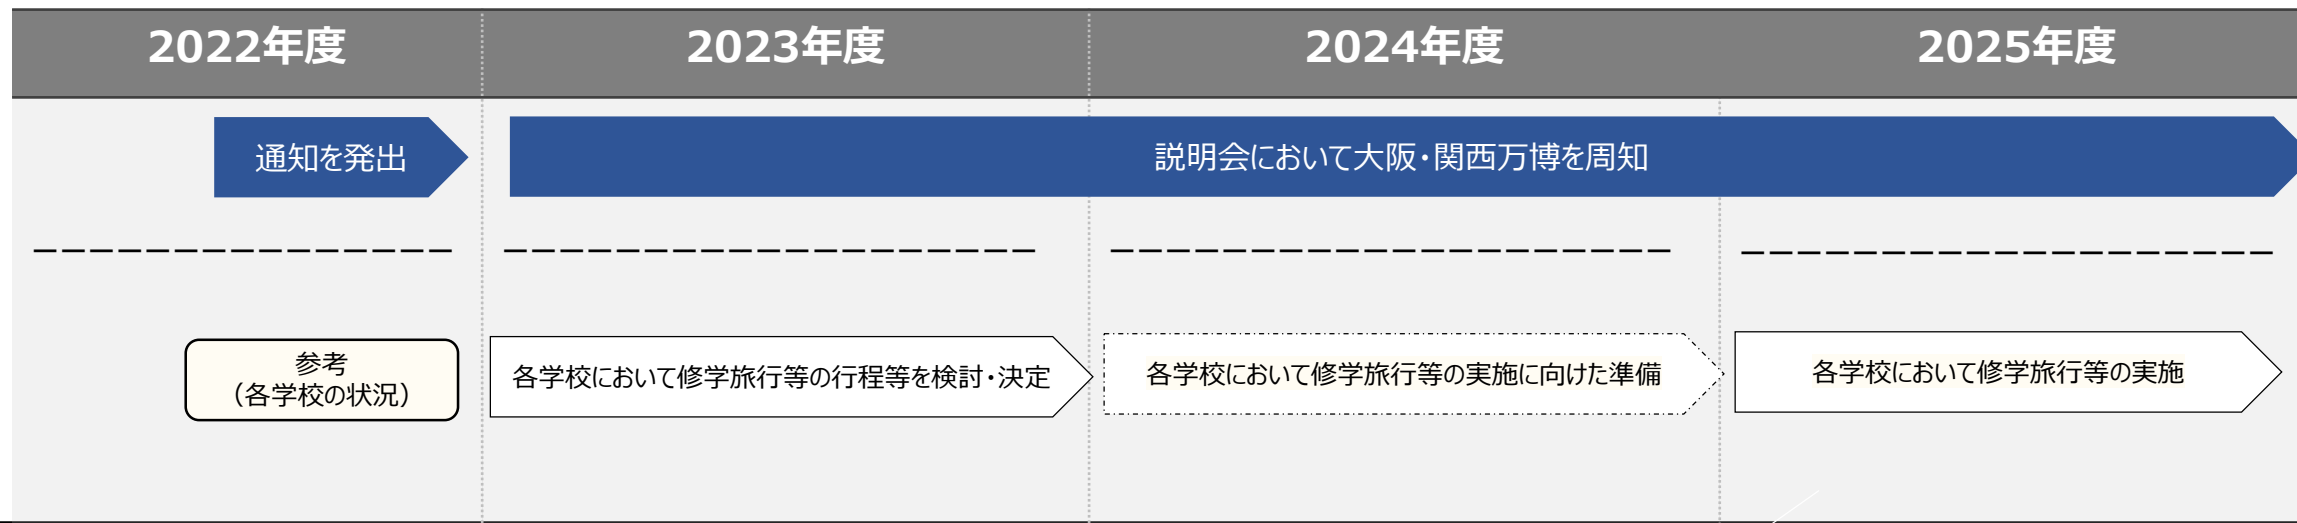 2022年度
2023年度
2024年度
2025年度
通知を発出
説明会において大阪・関西万博を周知
参考
（各学校の状況）
各学校において修学旅行等の行程等を検討・決定
各学校において修学旅行等の実施に向けた準備
各学校において修学旅行等の実施